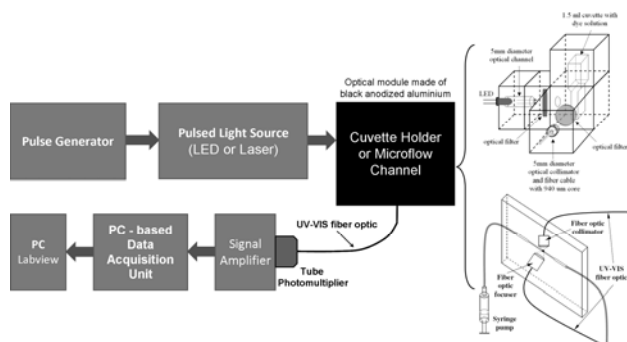 Pulse Generator
Pulsed Light Source
(LED or Laser)
Optical module made of
black anodized aluminium
Cuvette Holder
or Microflow
Channel
UV-VIS fiber optic
Tube
Photomultiplier
Signal
Amplifier
PC - based
Data
Acquisition
Unit
PC
Labview
1.5 ml cuvette with
dye solution
5mm diameter
optical channel
LED
optical filter
optical filter
5mm diameter
optical collimator
and fiber cable
with 940 um core
Fiber optic
collimator
UV-VIS
fiber optic
Fiber
optic
focuser
Syringe
pump